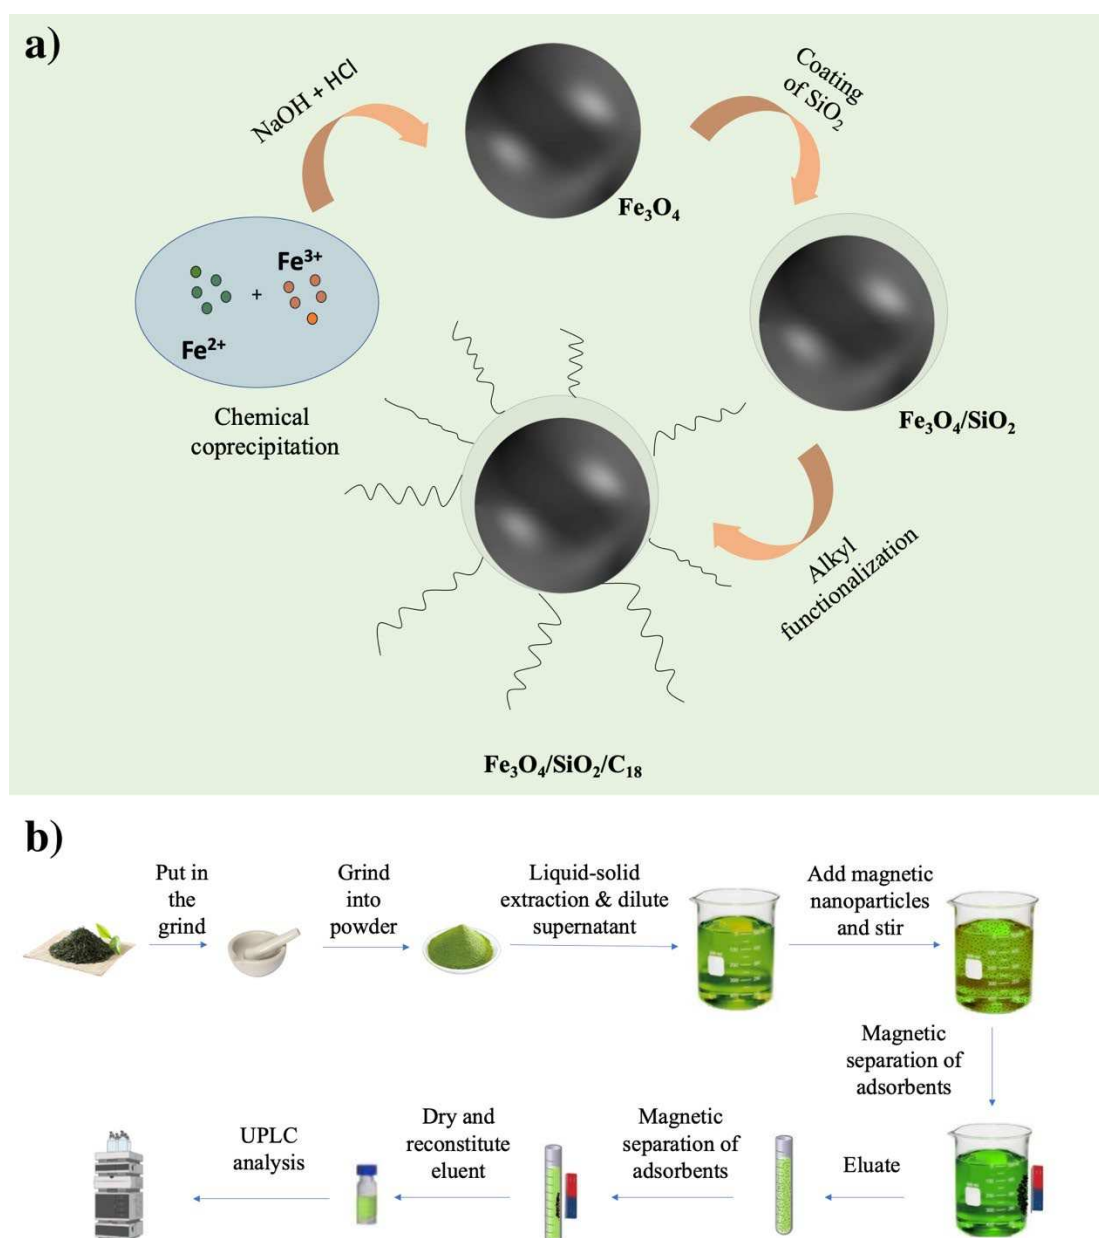 a)
NaOH + HCl
Coating
of SiO₂
Fe₃O₄
Fe³⁺
+
Fe²⁺
Chemical
coprecipitation
Fe₃O₄/SiO₂
Alkyl
functionalization
Fe₃O₄/SiO₂/C₁₈
b)
Put in
the
grind
Grind
into
powder
Liquid-solid
extraction & dilute
supernatant
Add magnetic
nanoparticles
and stir
Magnetic
separation of
adsorbents
Eluate
Magnetic
separation of
adsorbents
Dry and
reconstitute
eluent
UPLC
analysis